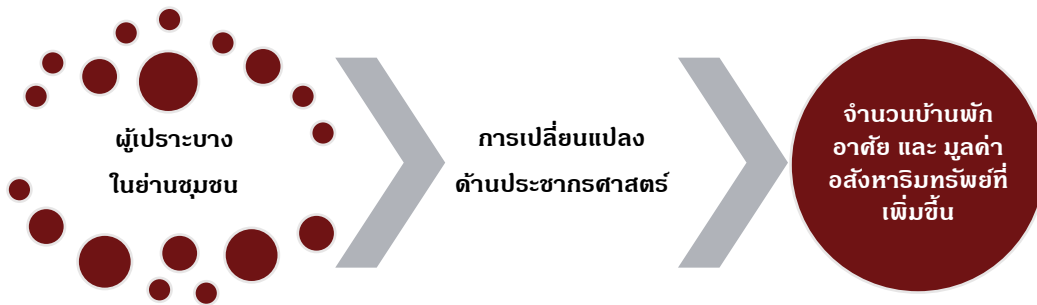 ผู้เปราะบาง
ในย่านชุมชน
การเปลี่ยนแปลง
ด้านประชากรศาสตร์
จำนวนบ้านพัก
อาศัย และ มูลค่า
อสังหาริมทรัพย์ที่
เพิ่มขึ้น